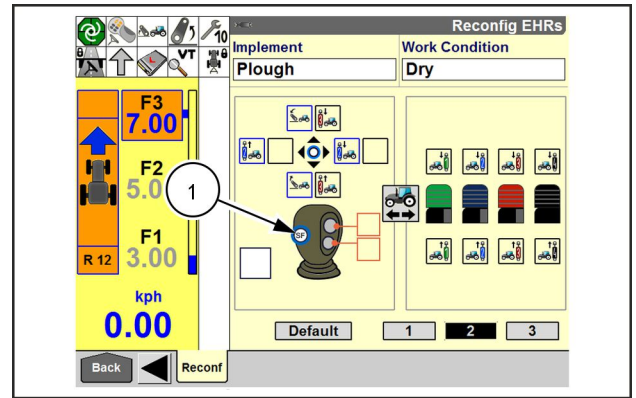 Reconfig EHRs
10
VT
Implement
Work Condition
Plough
Dry
F3
7.00
F2
5.0
1
F1
3.00
R 12
SF
kph
0.00
Default
1
2
3
Back
Reconf